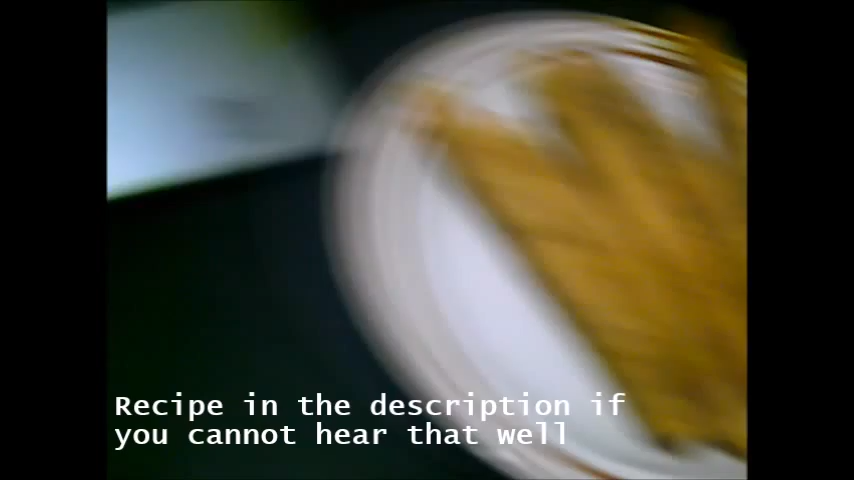 Recipe in the description if
you cannot hear that well